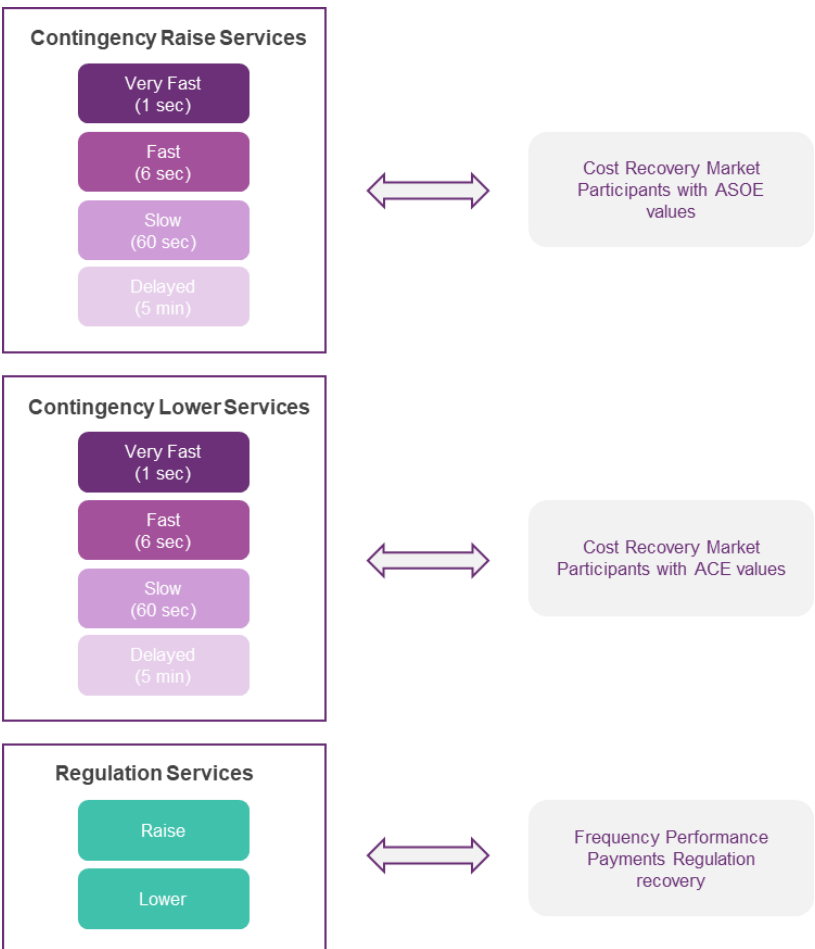 Contingency Raise Services
Very Fast
(1 sec)
Fast
(6 sec)
Slow
(60 sec)
Delayed
(5 min)
Cost Recovery Market
Participants with ASOE
values
Contingency Lower Services
Very Fast
(1 sec)
Fast
(6 sec)
Slow
(60 sec)
Delayed
(5 min)
Cost Recovery Market
Participants with ACE values
Regulation Services
Raise
Lower
Frequency Performance
Payments Regulation
recovery